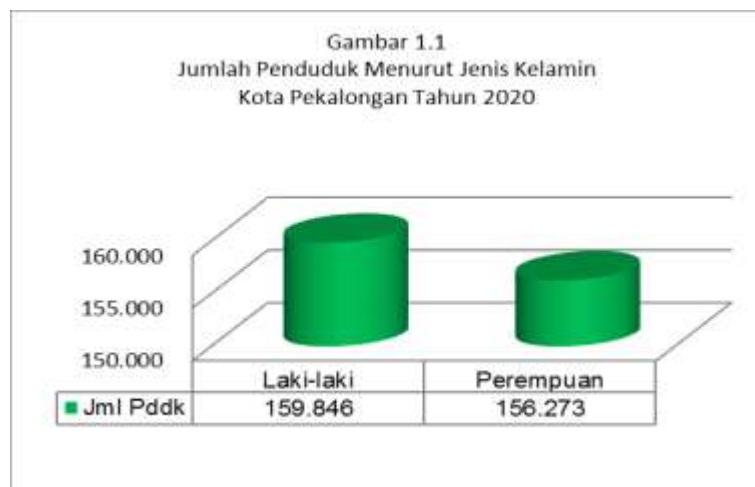 Gambar 1.1
Jumlah Penduduk Menurut Jenis Kelamin
Kota Pekalongan Tahun 2020
160.000
155.000
150.000
Laki-laki Perempuan
Jml Pddk 159.846 156.273